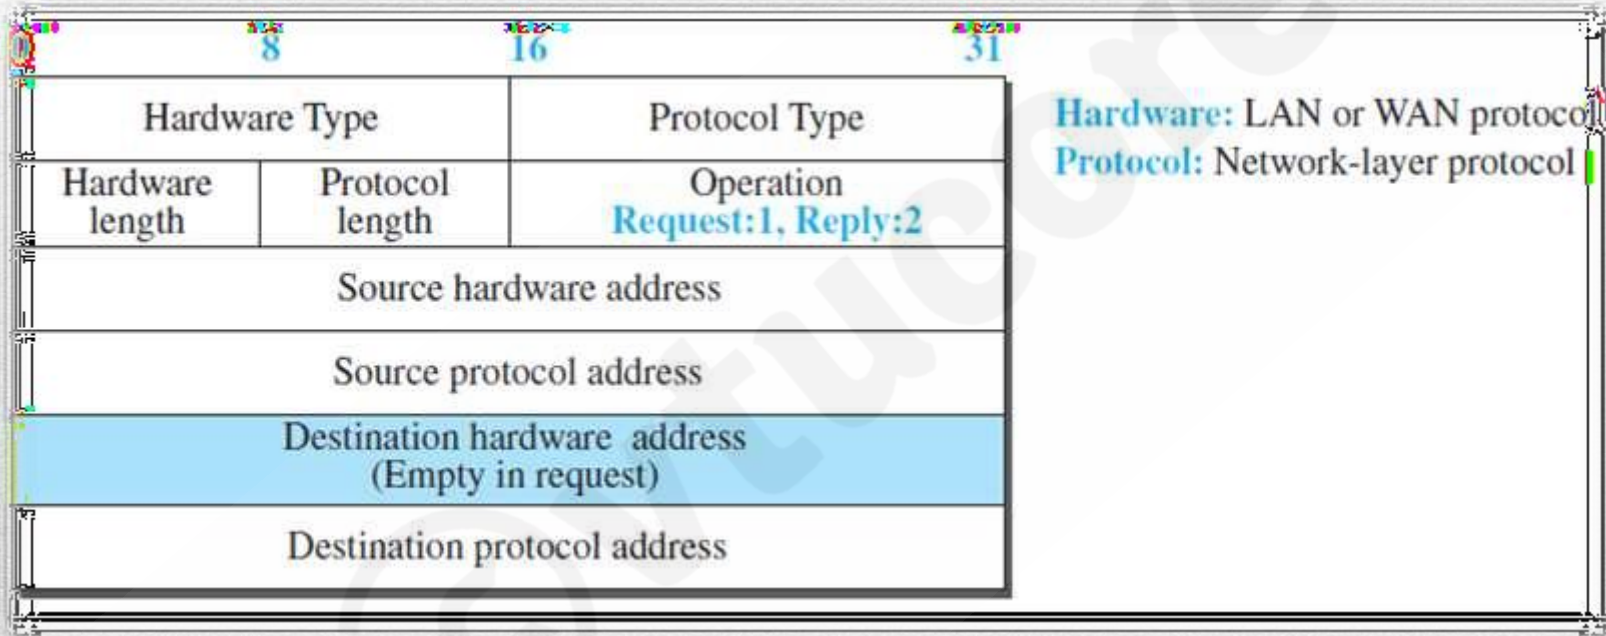 0 8 16 31
Hardware Type Protocol Type
Hardware: LAN or WAN protocol
Protocol: Network-layer protocol
Hardware length
Protocol length
Operation
Request:1, Reply:2
Source hardware address
Source protocol address
Destination hardware address
(Empty in request)
Destination protocol address
@vtucore